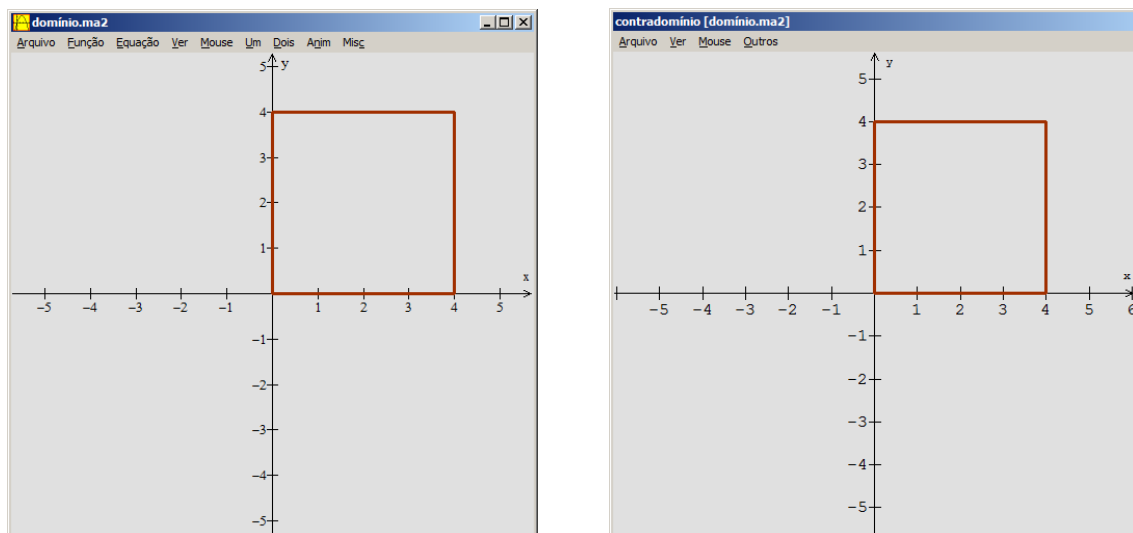 domínio.ma2
Arquivo Função Equação Ver Mouse Um Dois Anim Misc
5 y
4
3
2
1
x
-5 -4 -3 -2 -1 1 2 3 4 5
-1
-2
-3
-4
-5
contradomínio [domínio.ma2]
Arquivo Ver Mouse Outros
y
5
4
3
2
1
x
-5 -4 -3 -2 -1 1 2 3 4 5 6
-1
-2
-3
-4
-5